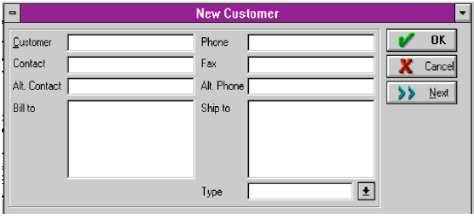 New Customer
Customer Phone OK
Contact Fax Cancel
Alt. Contact Alt. Phone Next
Bill to Ship to
Type